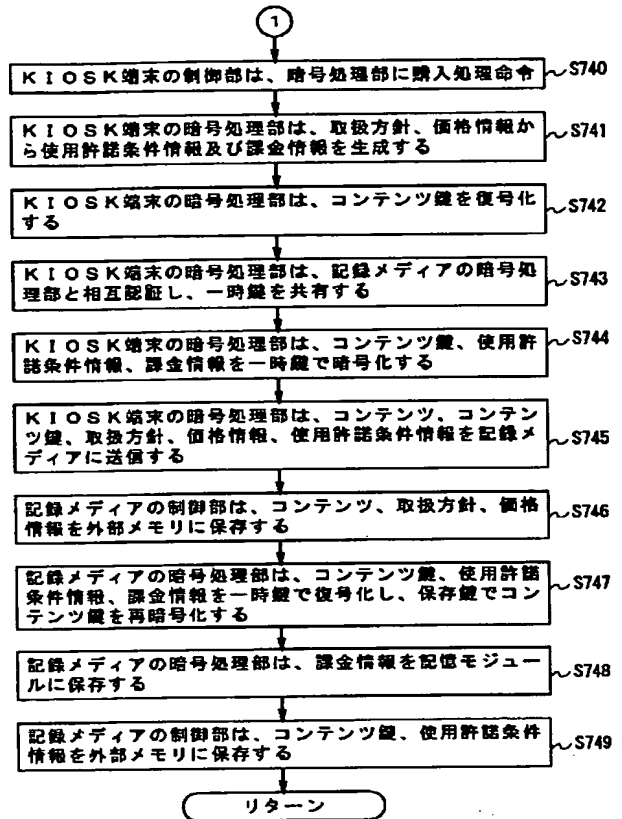 1
KIOSK端末の制御部は、暗号処理部に購入処理命令
S740
KIOSK端末の暗号処理部は、取扱方針、価格情報か
ら使用許諾条件情報及び課金情報を生成する
S741
KIOSK端末の暗号処理部は、コンテンツ鍵を復号化
する
S742
KIOSK端末の暗号処理部は、記録メディアの暗号処
理部と相互認証し、一時鍵を共有する
S743
KIOSK端末の暗号処理部は、コンテンツ鍵、使用許
諾条件情報、課金情報を一時鍵で暗号化する
S744
KIOSK端末の暗号処理部は、コンテンツ、コンテン
ツ鍵、取扱方針、価格情報、使用許諾条件情報を記録メ
ディアに送信する
S745
記録メディアの制御部は、コンテンツ、取扱方針、価格
情報を外部メモリに保存する
S746
記録メディアの暗号処理部は、コンテンツ鍵、使用許諾
条件情報、課金情報を一時鍵で復号化し、保存鍵でコン
テンツ鍵を再暗号化する
S747
記録メディアの暗号処理部は、課金情報を記憶モジュー
ルに保存する
S748
記録メディアの制御部は、コンテンツ鍵、使用許諾条件
情報を外部メモリに保存する
S749
リターン